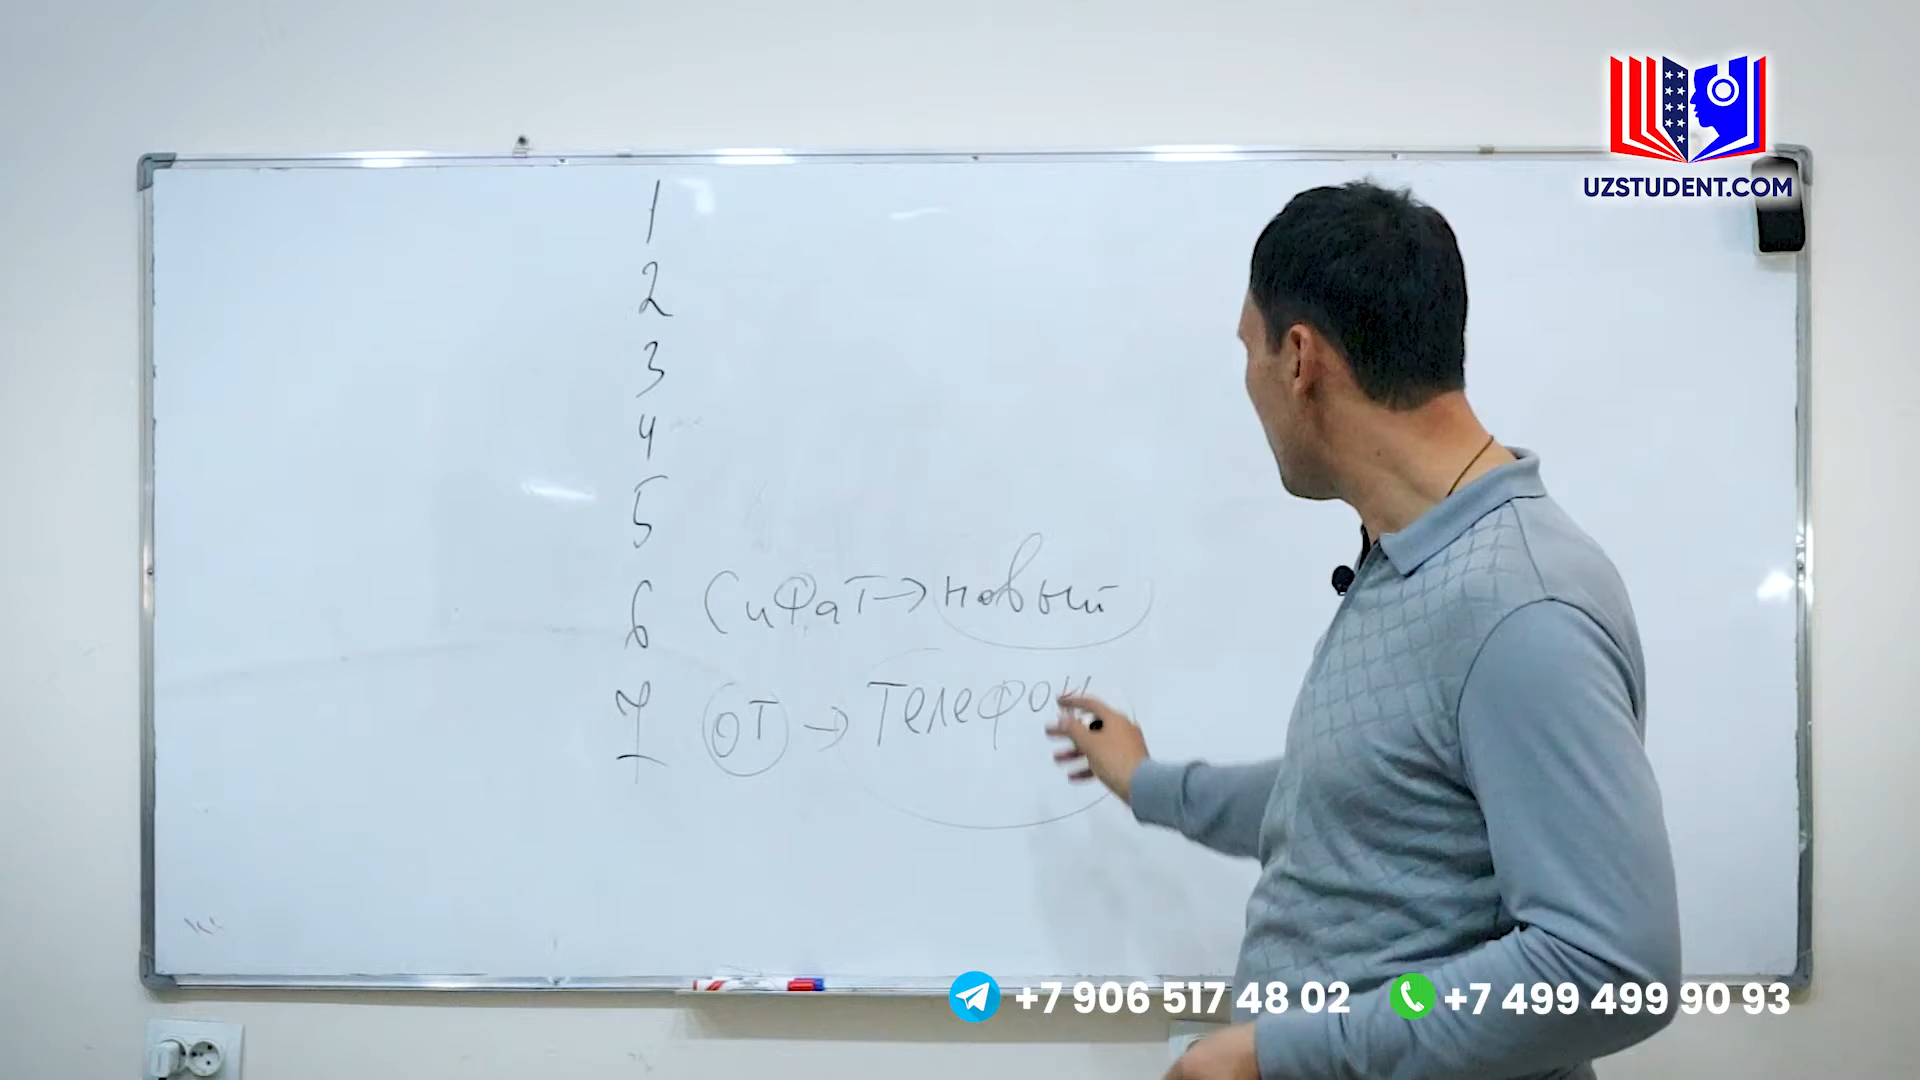 UZSTUDENT.COM
1
2
3
4
5
6 Сифат → новый
7 ОТ → Телефон
+7 906 517 48 02
+7 499 499 90 93